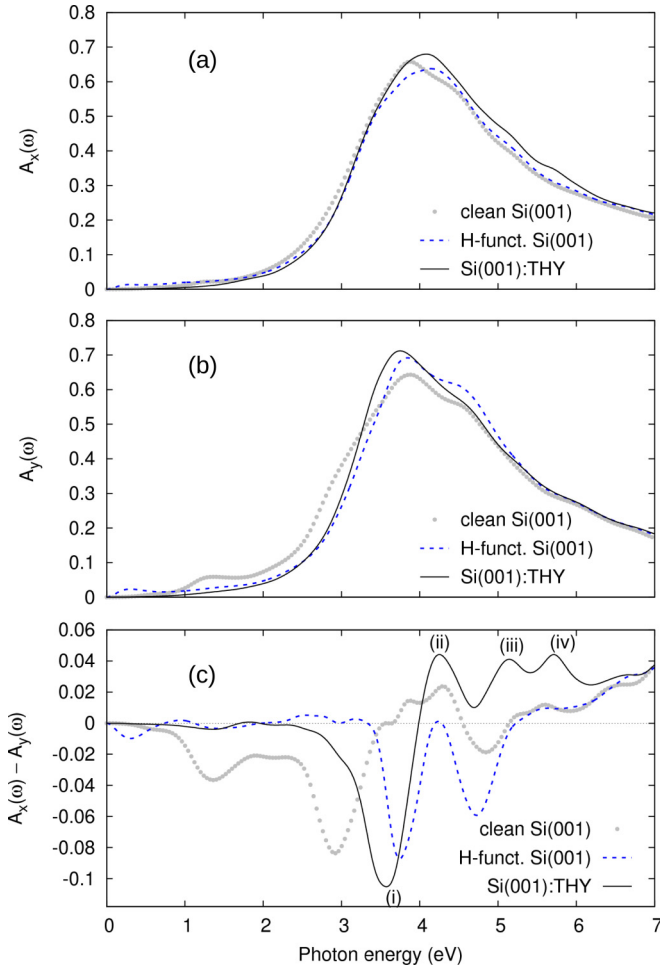 0.8
0.7
0.6
0.5
0.4
0.3
0.2
0.1
0
Aₓ(ω)
(a)
clean Si(001)
H-funct. Si(001)
Si(001):THY
0.8
0.7
0.6
0.5
0.4
0.3
0.2
0.1
0
Aᵧ(ω)
(b)
clean Si(001)
H-funct. Si(001)
Si(001):THY
0.06
0.04
0.02
0
-0.02
-0.04
-0.06
-0.08
-0.1
Aₓ(ω) − Aᵧ(ω)
(c)
(ii)
(iii)
(iv)
(i)
clean Si(001)
H-funct. Si(001)
Si(001):THY
0 1 2 3 4 5 6 7
Photon energy (eV)